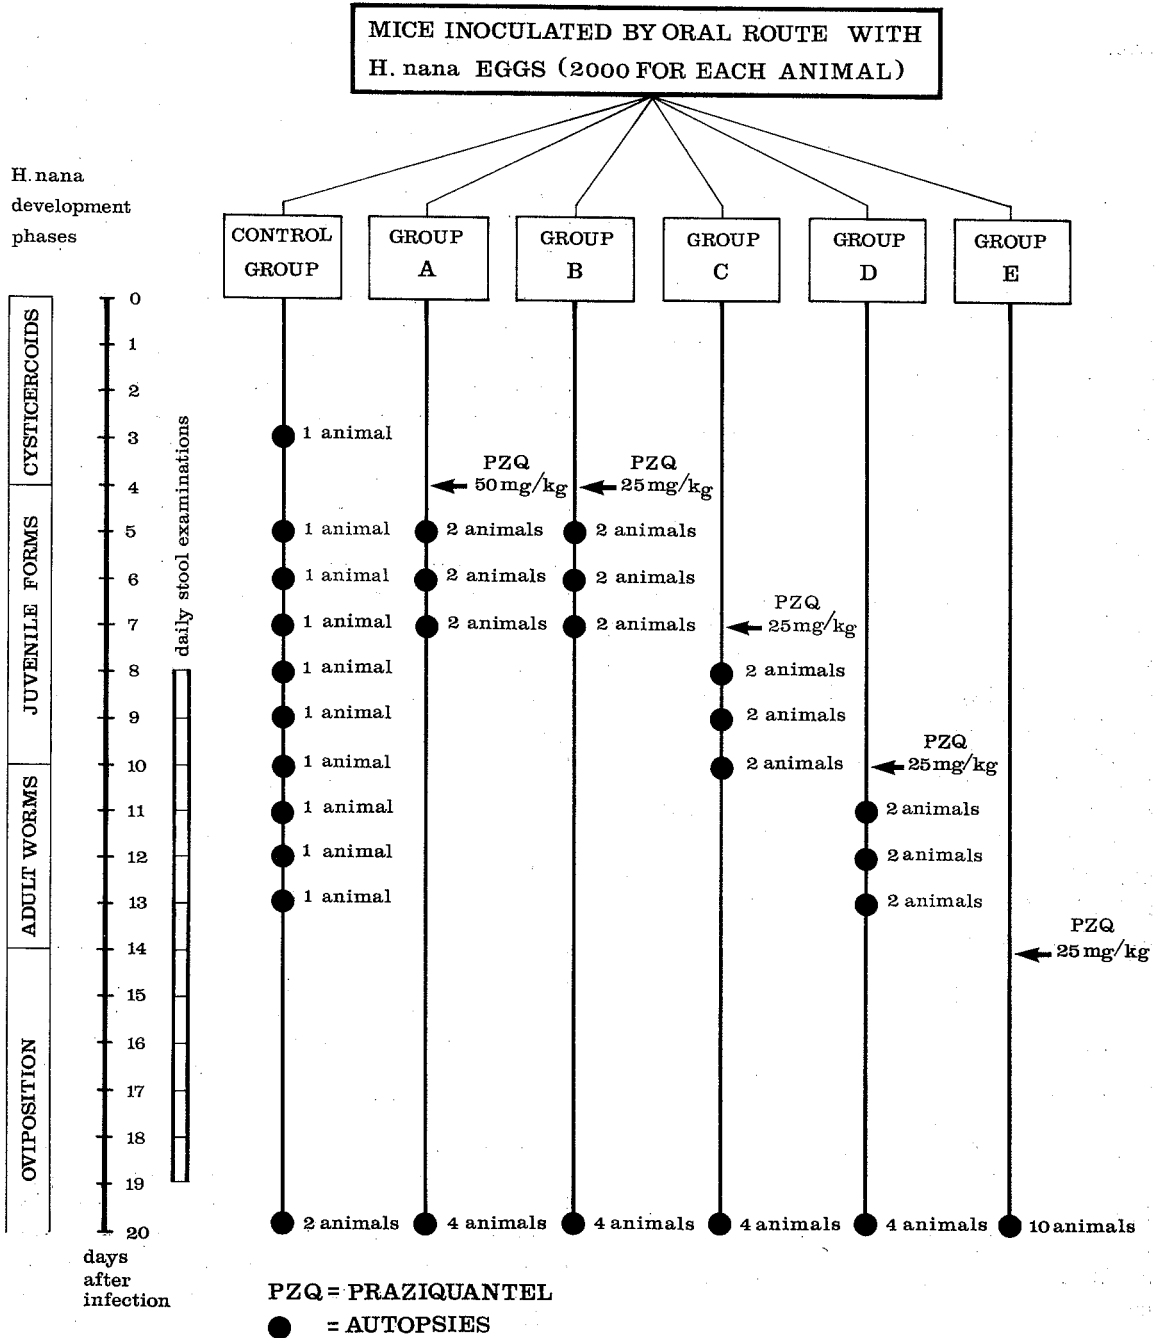 MICE INOCULATED BY ORAL ROUTE WITH
H. nana EGGS (2000 FOR EACH ANIMAL)
H. nana
development
phases
CONTROL
GROUP
GROUP
A
GROUP
B
GROUP
C
GROUP
D
GROUP
E
CYSTICERCOIDS
JUVENILE FORMS
ADULT WORMS
OVIPOSITION
0
1
2
3
4
5
6
7
8
9
10
11
12
13
14
15
16
17
18
19
20
days
after
infection
daily stool examinations
1 animal
1 animal
1 animal
1 animal
1 animal
1 animal
1 animal
1 animal
1 animal
1 animal
2 animals
PZQ
50 mg/kg
2 animals
2 animals
2 animals
4 animals
PZQ
25 mg/kg
2 animals
2 animals
2 animals
4 animals
PZQ
25mg/kg
2 animals
2 animals
2 animals
4 animals
PZQ
25mg/kg
2 animals
2 animals
2 animals
4 animals
PZQ
25mg/kg
10 animals
PZQ = PRAZIQUANTEL
= AUTOPSIES